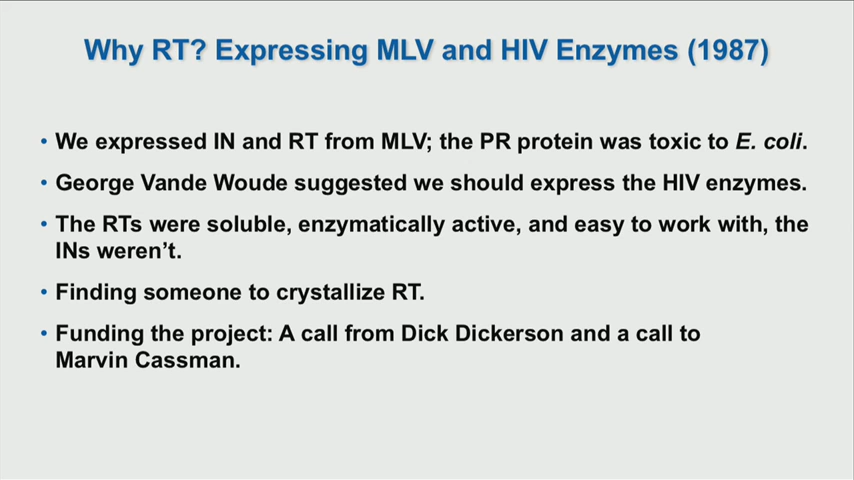 Why RT? Expressing MLV and HIV Enzymes (1987)
• We expressed IN and RT from MLV; the PR protein was toxic to E. coli.
• George Vande Woude suggested we should express the HIV enzymes.
• The RTs were soluble, enzymatically active, and easy to work with, the
INs weren’t.
• Finding someone to crystallize RT.
• Funding the project: A call from Dick Dickerson and a call to
Marvin Cassman.